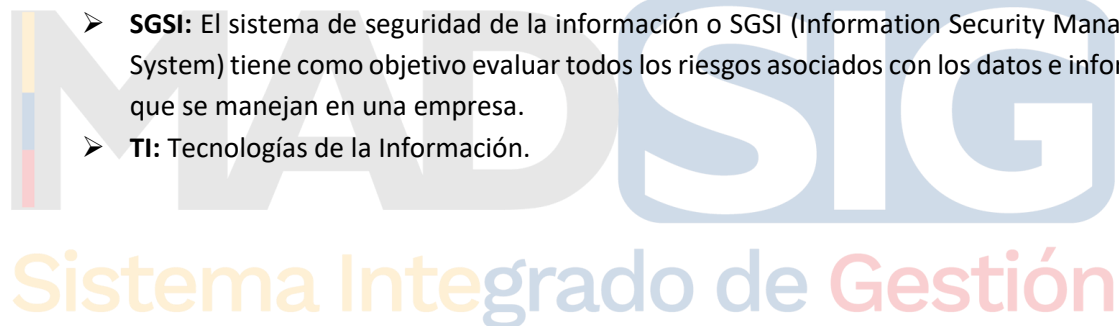 ➢ SGSI: El sistema de seguridad de la información o SGSI (Information Security Mana
System) tiene como objetivo evaluar todos los riesgos asociados con los datos e infor
que se manejan en una empresa.
➢ TI: Tecnologías de la Información.
MADSIG
Sistema Integrado de Gestión